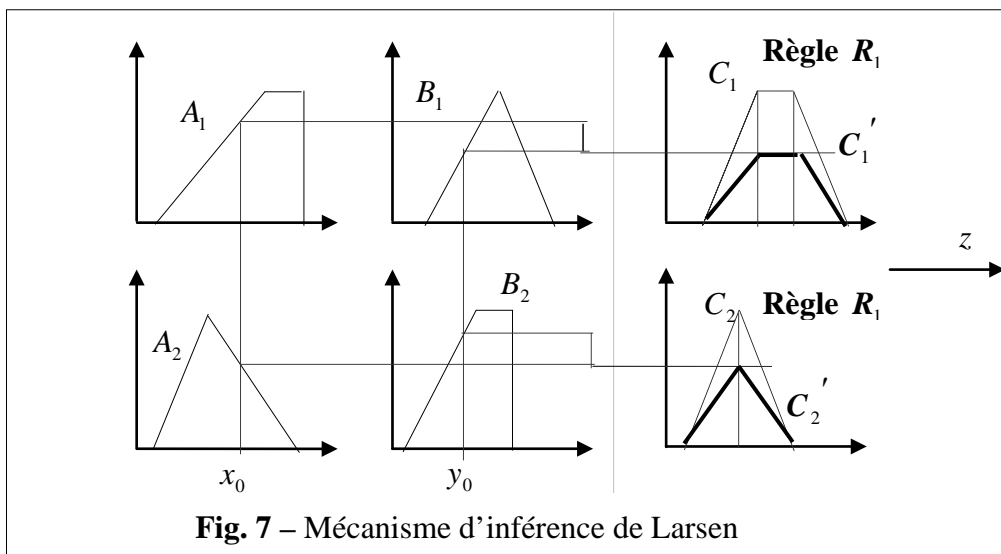 Règle R₁
A₁
B₁
C₁
C₁'
z
A₂
B₂
C₂
Règle R₁
C₂'
x₀
y₀
Fig. 7 – Mécanisme d'inférence de Larsen